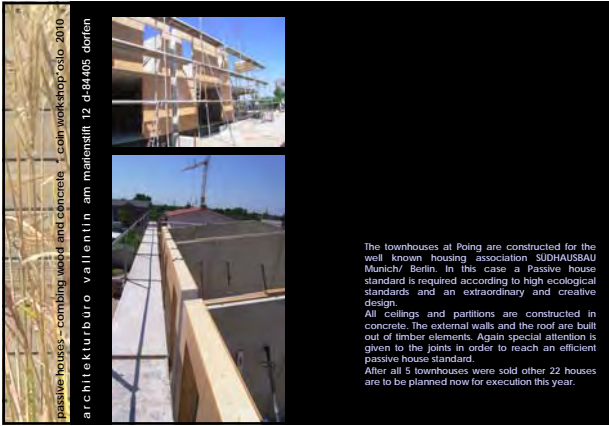 passive houses – combing wood and concrete * coin workshop*oslo 2010
architekturbüro vallentin am marienstift 12 d-84405 dorfen
The townhouses at Poing are constructed for the
well known housing association SÜDHAUSBAU
Munich/ Berlin. In this case a Passive house
standard is required according to high ecological
standards and an extraordinary and creative
design.
All ceilings and partitions are constructed in
concrete. The external walls and the roof are built
out of timber elements. Again special attention is
given to the joints in order to reach an efficient
passive house standard.
After all 5 townhouses were sold other 22 houses
are to be planned now for execution this year.